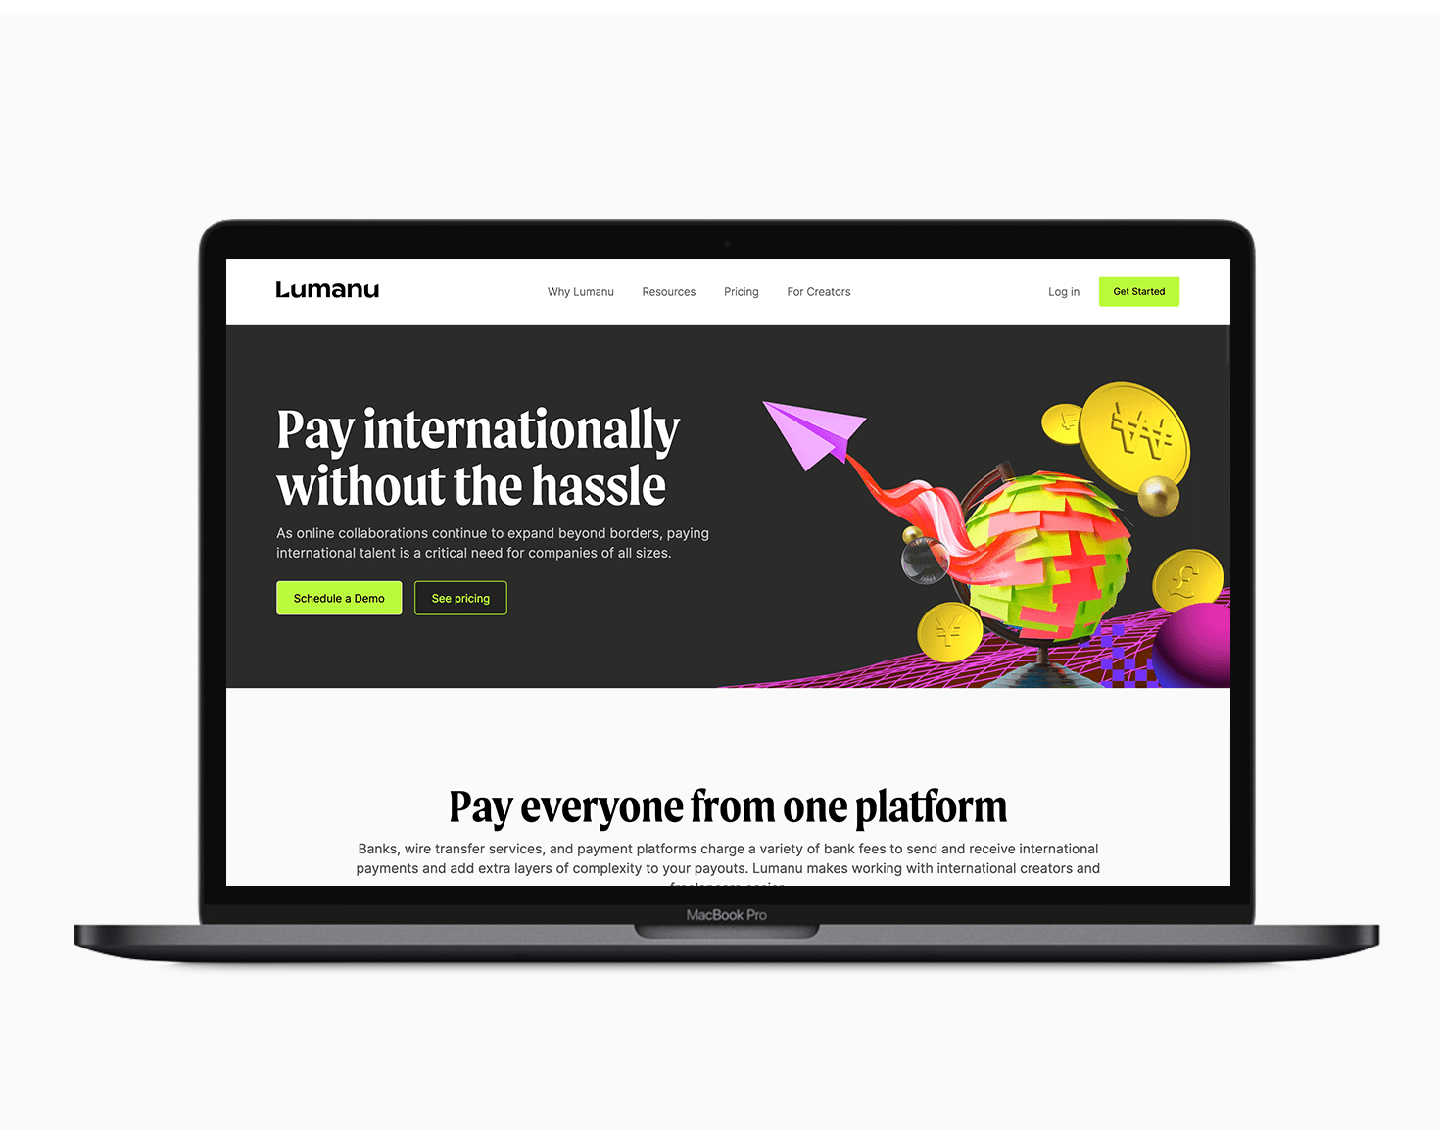 Lumanu
Why Lumanu
Resources
Pricing
For Creators
Log in
Get Started
Pay internationally
without the hassle
As online collaborations continue to expand beyond borders, paying
international talent is a critical need for companies of all sizes.
Schedule a Demo
See pricing
₩
¥
£
Pay everyone from one platform
Banks, wire transfer services, and payment platforms charge a variety of bank fees to send and receive international
payments and add extra layers of complexity to your payouts. Lumanu makes working with international creators and
MacBook Pro